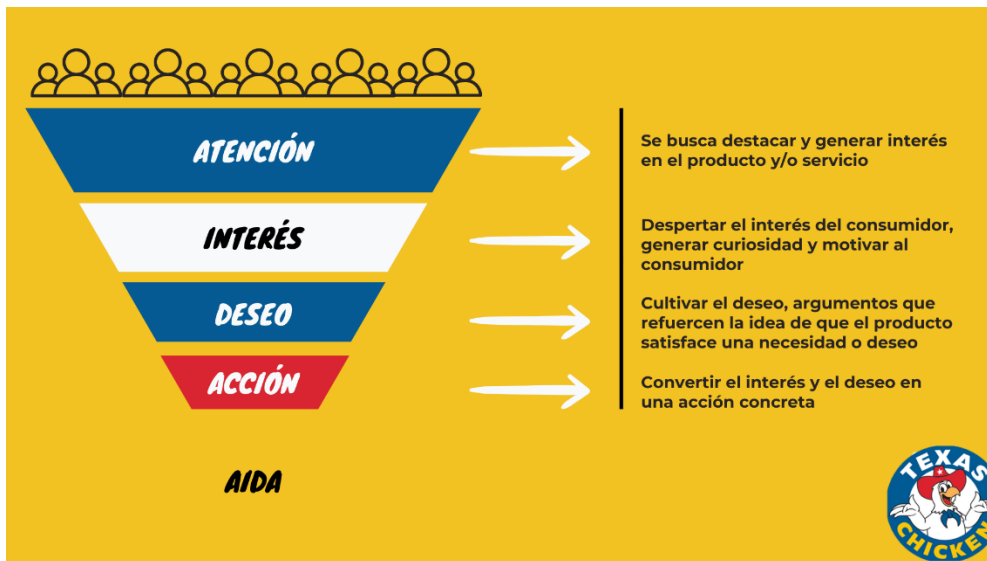 ATENCIÓN
Se busca destacar y generar interés
en el producto y/o servicio
INTERÉS
Despertar el interés del consumidor,
generar curiosidad y motivar al
consumidor
DESEO
Cultivar el deseo, argumentos que
refuercen la idea de que el producto
satisface una necesidad o deseo
ACCIÓN
Convertir el interés y el deseo en
una acción concreta
AIDA
TEXAS
CHICKEN